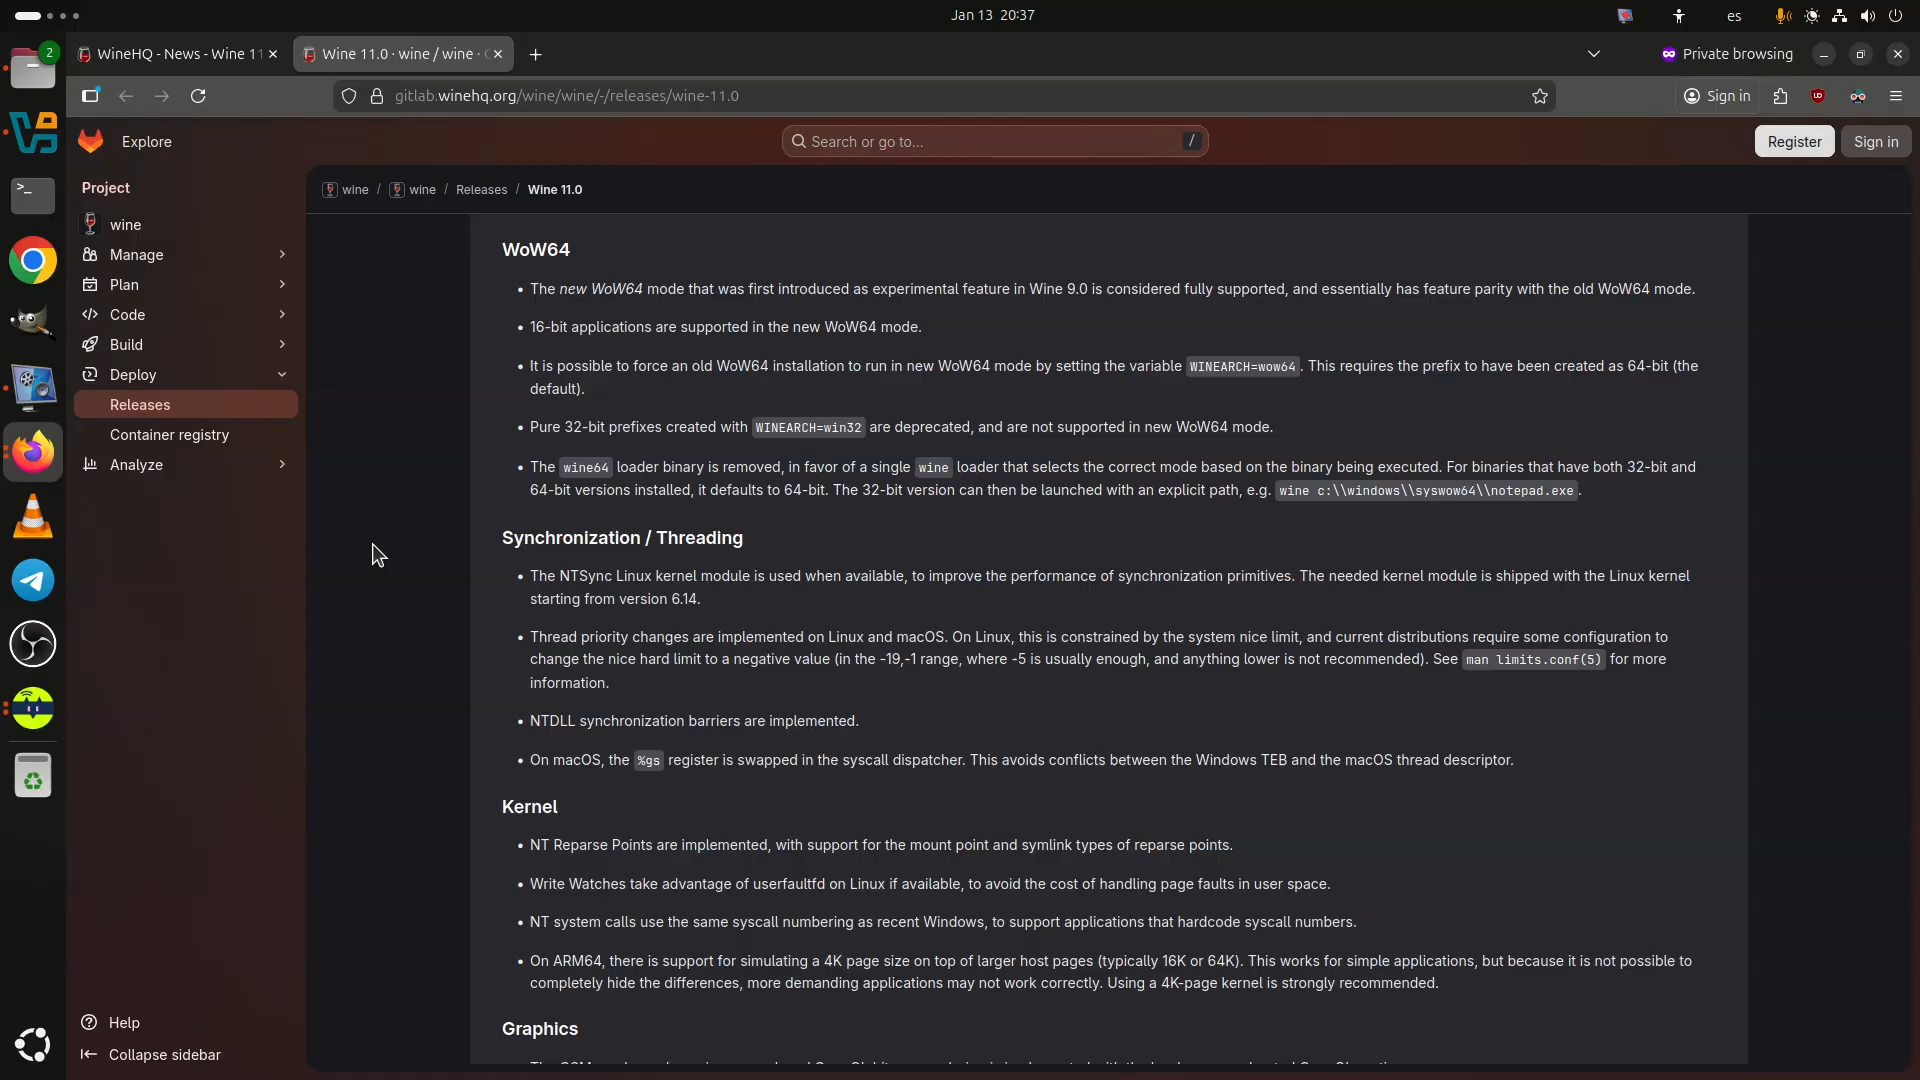 Jan 13 20:37
es
2
WineHQ - News - Wine 11
Wine 11.0 · wine / wine ·
Private browsing
gitlab.winehq.org/wine/wine/-/releases/wine-11.0
Sign in
Explore
Search or go to...
/
Register
Sign in
Project
wine
Manage
Plan
Code
Build
Deploy
Releases
Container registry
Analyze
Help
Collapse sidebar
wine / wine / Releases / Wine 11.0
WoW64
• The new WoW64 mode that was first introduced as experimental feature in Wine 9.0 is considered fully supported, and essentially has feature parity with the old WoW64 mode.
• 16-bit applications are supported in the new WoW64 mode.
• It is possible to force an old WoW64 installation to run in new WoW64 mode by setting the variable WINEARCH=wow64. This requires the prefix to have been created as 64-bit (the
default).
• Pure 32-bit prefixes created with WINEARCH=win32 are deprecated, and are not supported in new WoW64 mode.
• The wine64 loader binary is removed, in favor of a single wine loader that selects the correct mode based on the binary being executed. For binaries that have both 32-bit and
64-bit versions installed, it defaults to 64-bit. The 32-bit version can then be launched with an explicit path, e.g. wine c:\\windows\\syswow64\\notepad.exe.
Synchronization / Threading
• The NTSync Linux kernel module is used when available, to improve the performance of synchronization primitives. The needed kernel module is shipped with the Linux kernel
starting from version 6.14.
• Thread priority changes are implemented on Linux and macOS. On Linux, this is constrained by the system nice limit, and current distributions require some configuration to
change the nice hard limit to a negative value (in the -19,-1 range, where -5 is usually enough, and anything lower is not recommended). See man limits.conf(5) for more
information.
• NTDLL synchronization barriers are implemented.
• On macOS, the %gs register is swapped in the syscall dispatcher. This avoids conflicts between the Windows TEB and the macOS thread descriptor.
Kernel
• NT Reparse Points are implemented, with support for the mount point and symlink types of reparse points.
• Write Watches take advantage of userfaultfd on Linux if available, to avoid the cost of handling page faults in user space.
• NT system calls use the same syscall numbering as recent Windows, to support applications that hardcode syscall numbers.
• On ARM64, there is support for simulating a 4K page size on top of larger host pages (typically 16K or 64K). This works for simple applications, but because it is not possible to
completely hide the differences, more demanding applications may not work correctly. Using a 4K-page kernel is strongly recommended.
Graphics